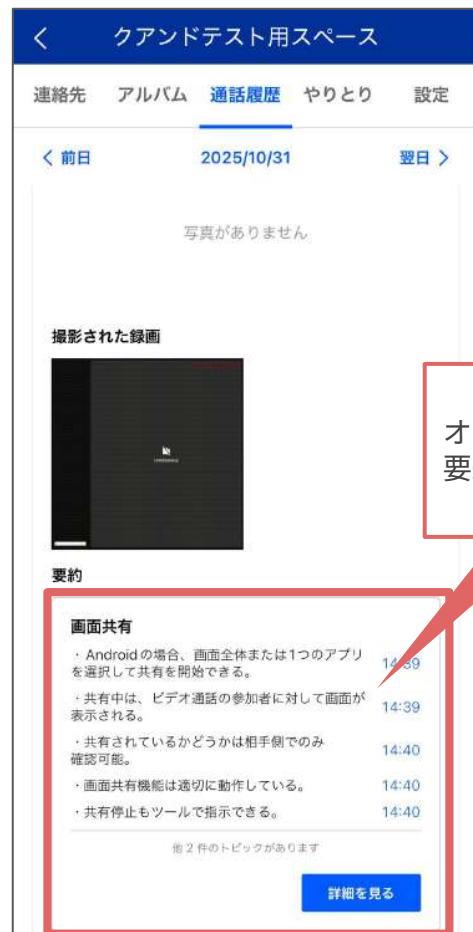 クアンドテスト用スペース
連絡先 アルバム 通話履歴 やりとり 設定
前日 2025/10/31 翌日
写真がありません
撮影された録画
オ
要
要約
画面共有
・Androidの場合、画面全体または1つのアプリ
を選択して共有を開始できる。 14:39
・共有中は、ビデオ通話の参加者に対して画面が
表示される。 14:39
・共有されているかどうかは相手側でのみ
確認可能。 14:40
・画面共有機能は適切に動作している。 14:40
・共有停止もツールで指示できる。 14:40
他 2 件のトピックがあります
詳細を見る